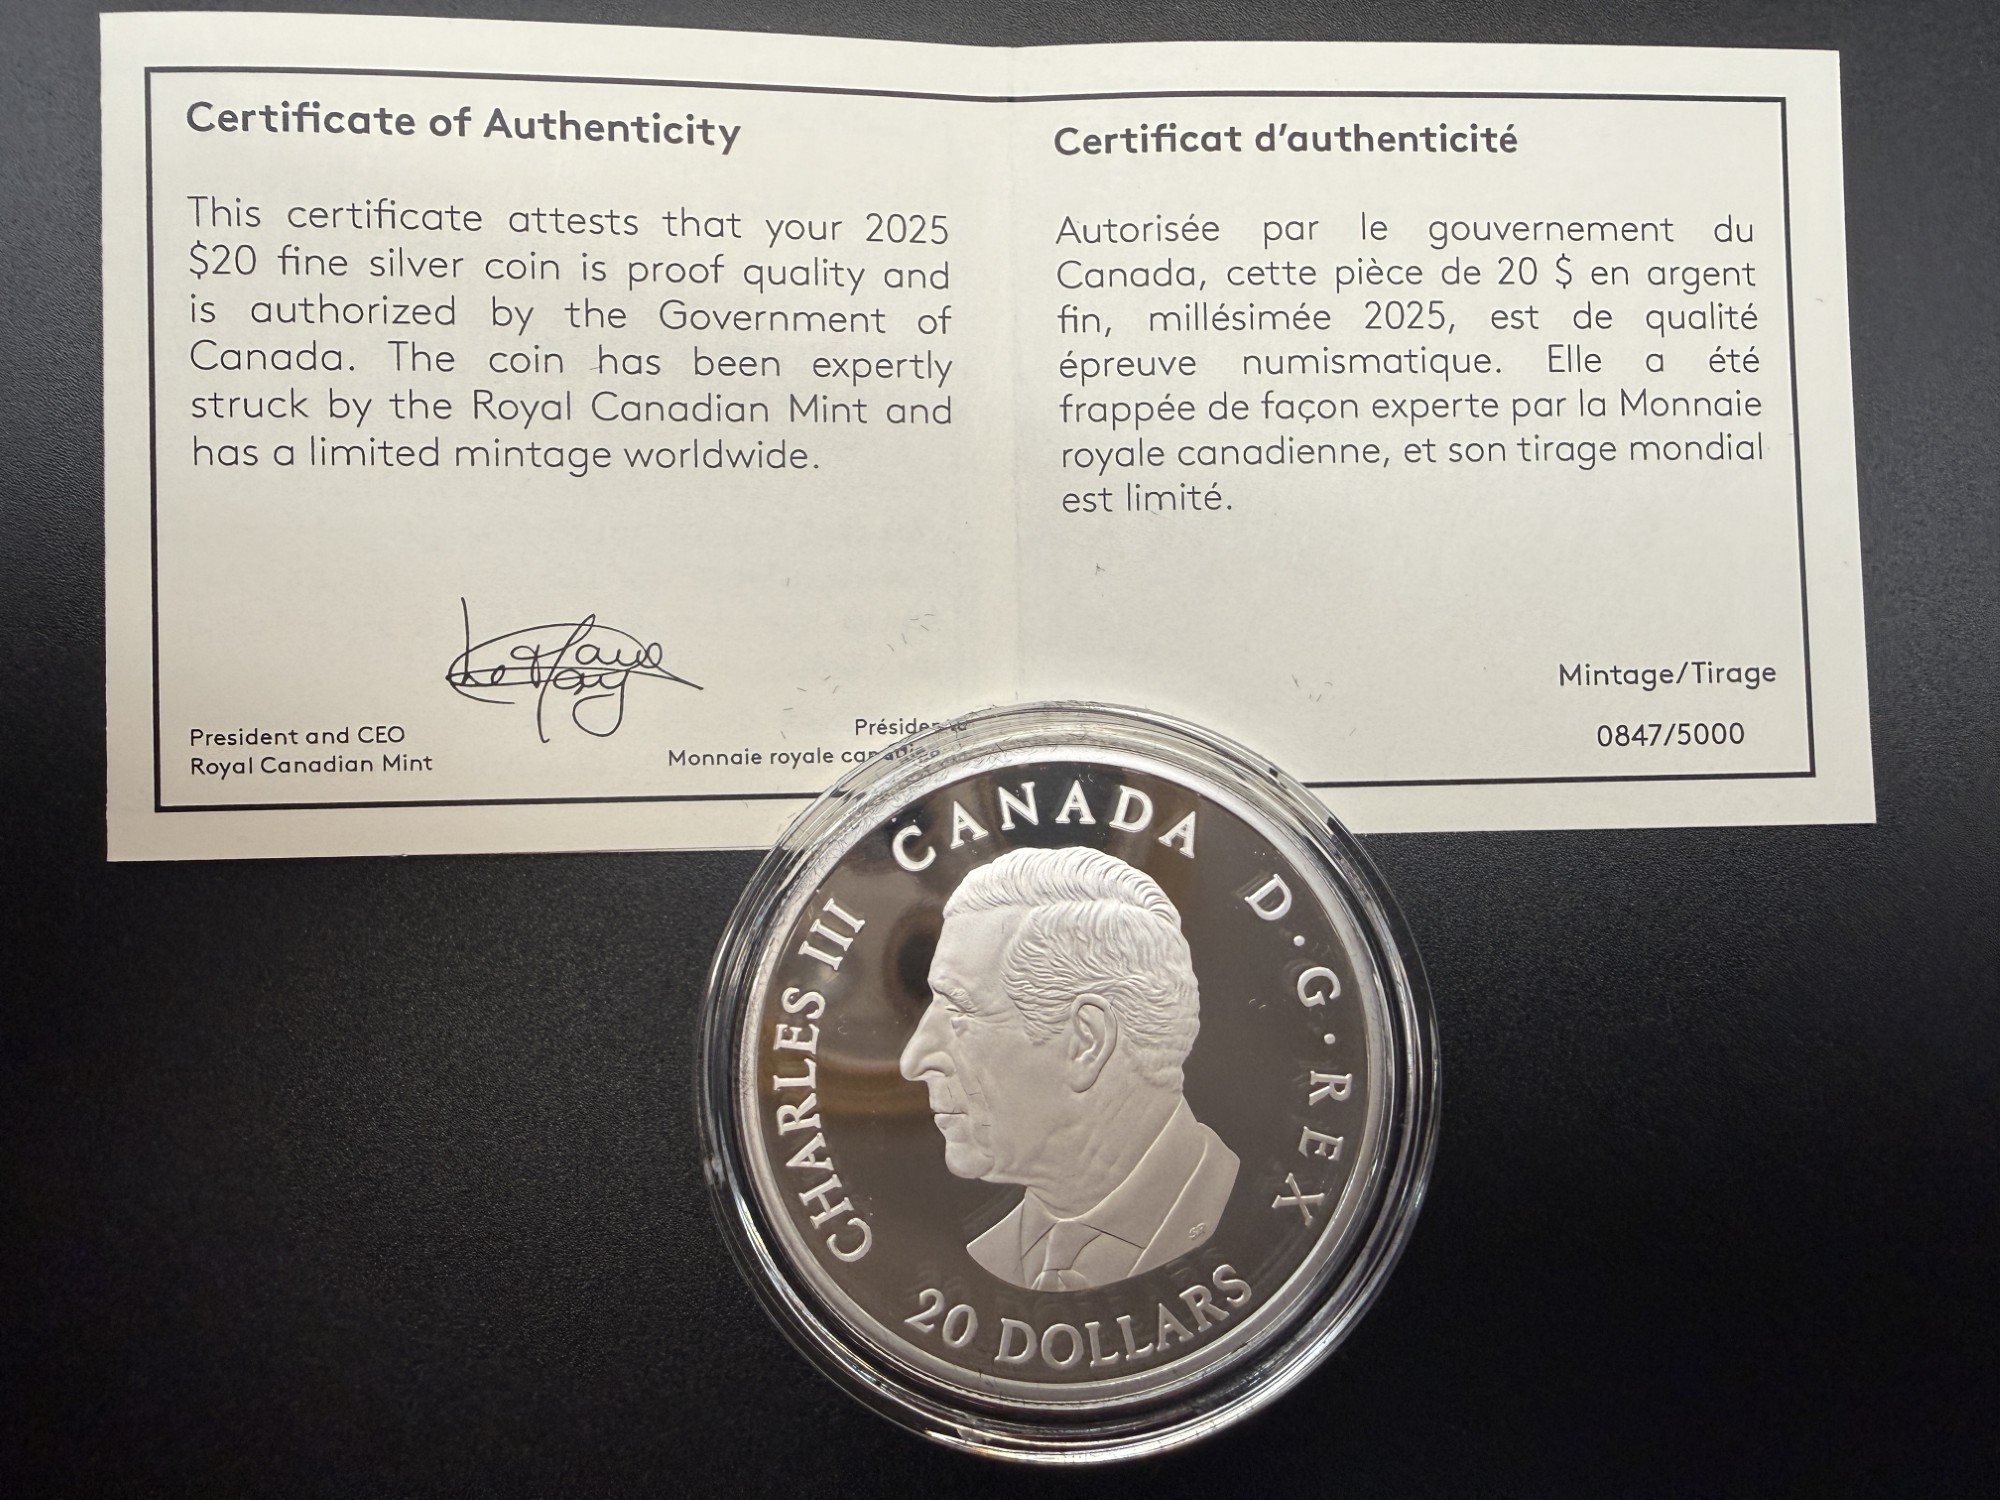 Certificate of Authenticity
This certificate attests that your 2025
$20 fine silver coin is proof quality and
is authorized by the Government of
Canada. The coin has been expertly
struck by the Royal Canadian Mint and
has a limited mintage worldwide.
President and CEO
Royal Canadian Mint
Monnaie royale
Certificat d'authenticité
Autorisée par le gouvernement du
Canada, cette pièce de 20 $ en argent
fin, millésimée 2025, est de qualité
épreuve numismatique. Elle a été
frappée de façon experte par la Monnaie
royale canadienne, et son tirage mondial
est limité.
Mintage/Tirage
0847/5000
CHARLES III CANADA D·G·REX
20 DOLLARS